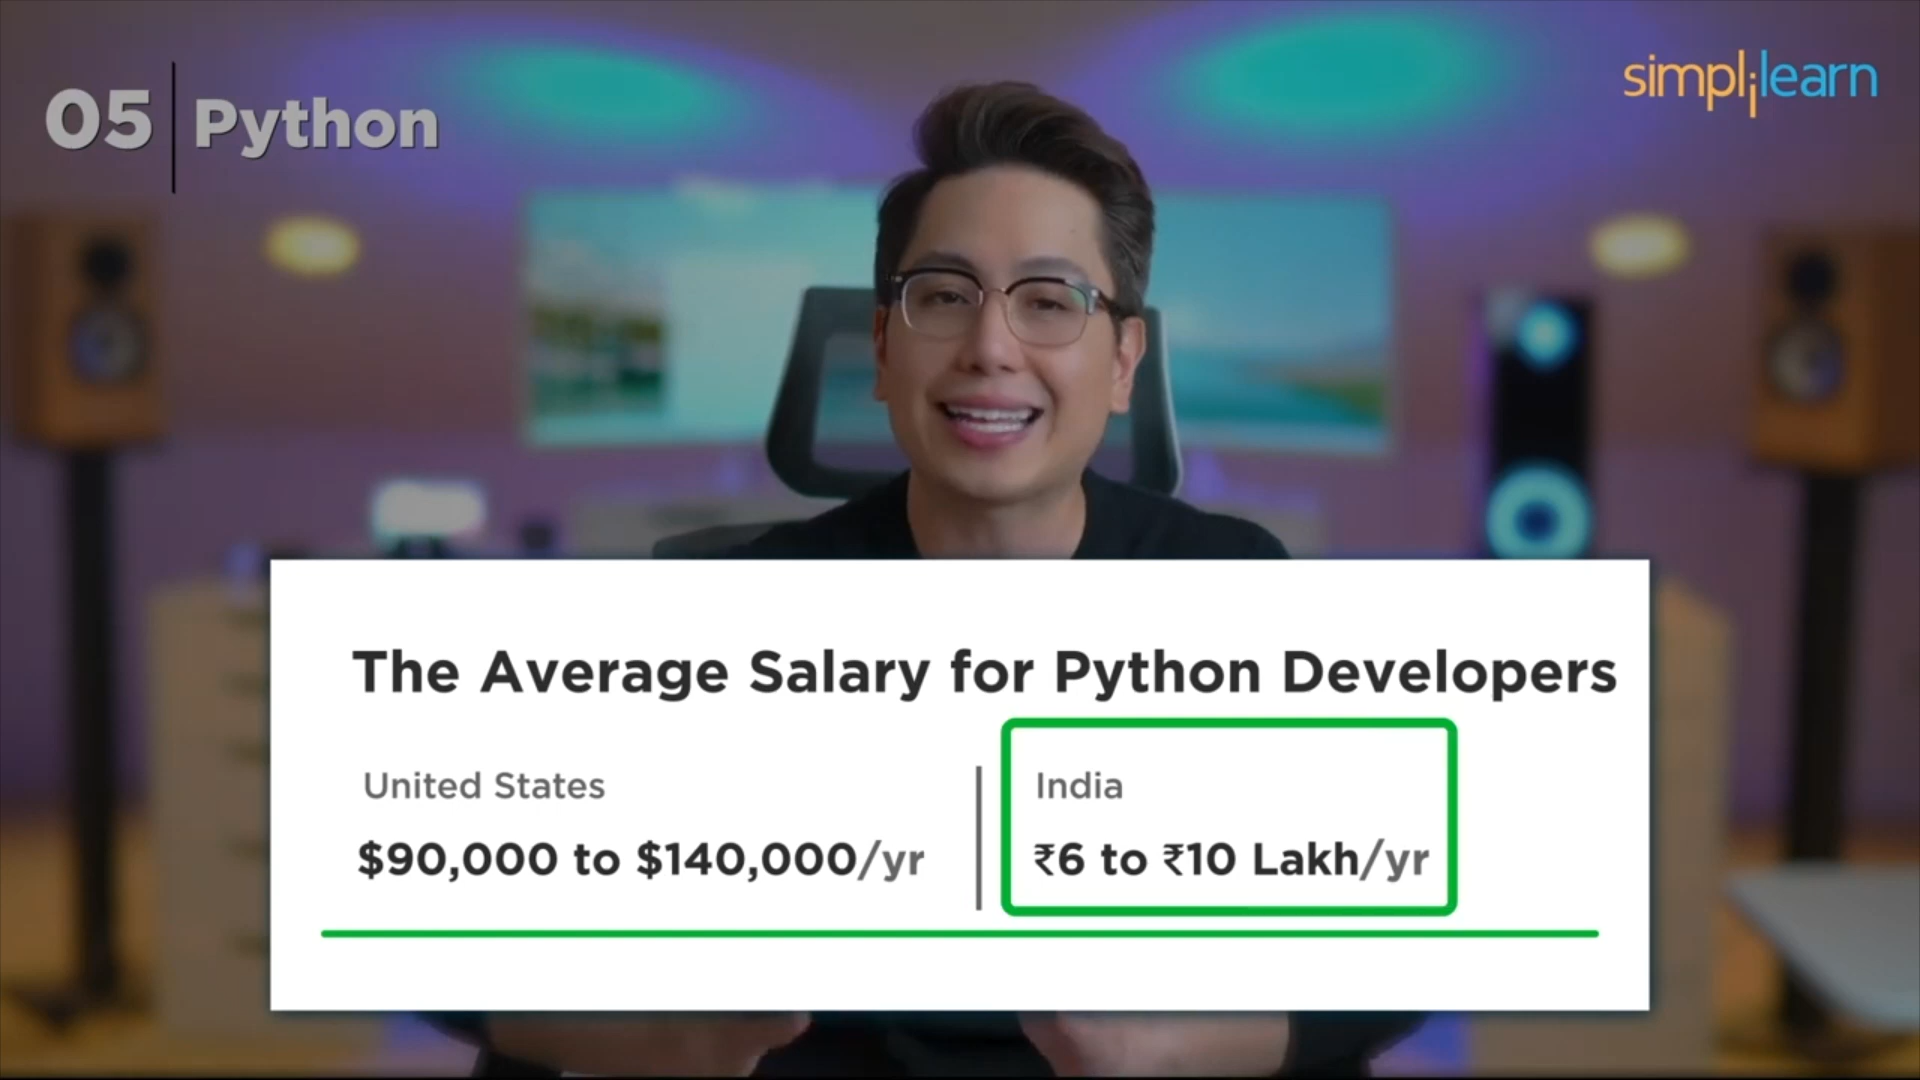 05 | Python
simplilearn
The Average Salary for Python Developers
United States
$90,000 to $140,000/yr
India
₹6 to ₹10 Lakh/yr